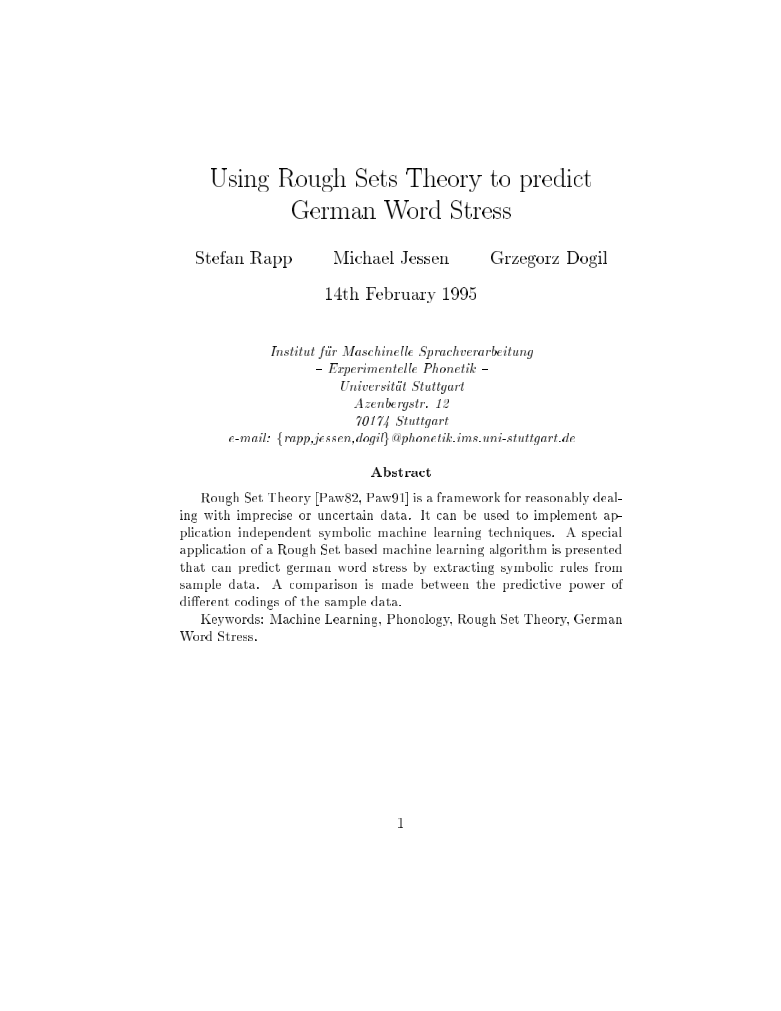 Using Rough Sets Theory to predict
German Word Stress
Stefan Rapp Michael Jessen Grzegorz Dogil
14th February 1995
Institut für Maschinelle Sprachverarbeitung
– Experimentelle Phonetik –
Universität Stuttgart
Azenbergstr. 12
70174 Stuttgart
e-mail: {rapp,jessen,dogil}@phonetik.ims.uni-stuttgart.de
Abstract
Rough Set Theory [Paw82, Paw91] is a framework for reasonably deal-
ing with imprecise or uncertain data. It can be used to implement ap-
plication independent symbolic machine learning techniques. A special
application of a Rough Set based machine learning algorithm is presented
that can predict german word stress by extracting symbolic rules from
sample data. A comparison is made between the predictive power of
different codings of the sample data.
Keywords: Machine Learning, Phonology, Rough Set Theory, German
Word Stress.
1